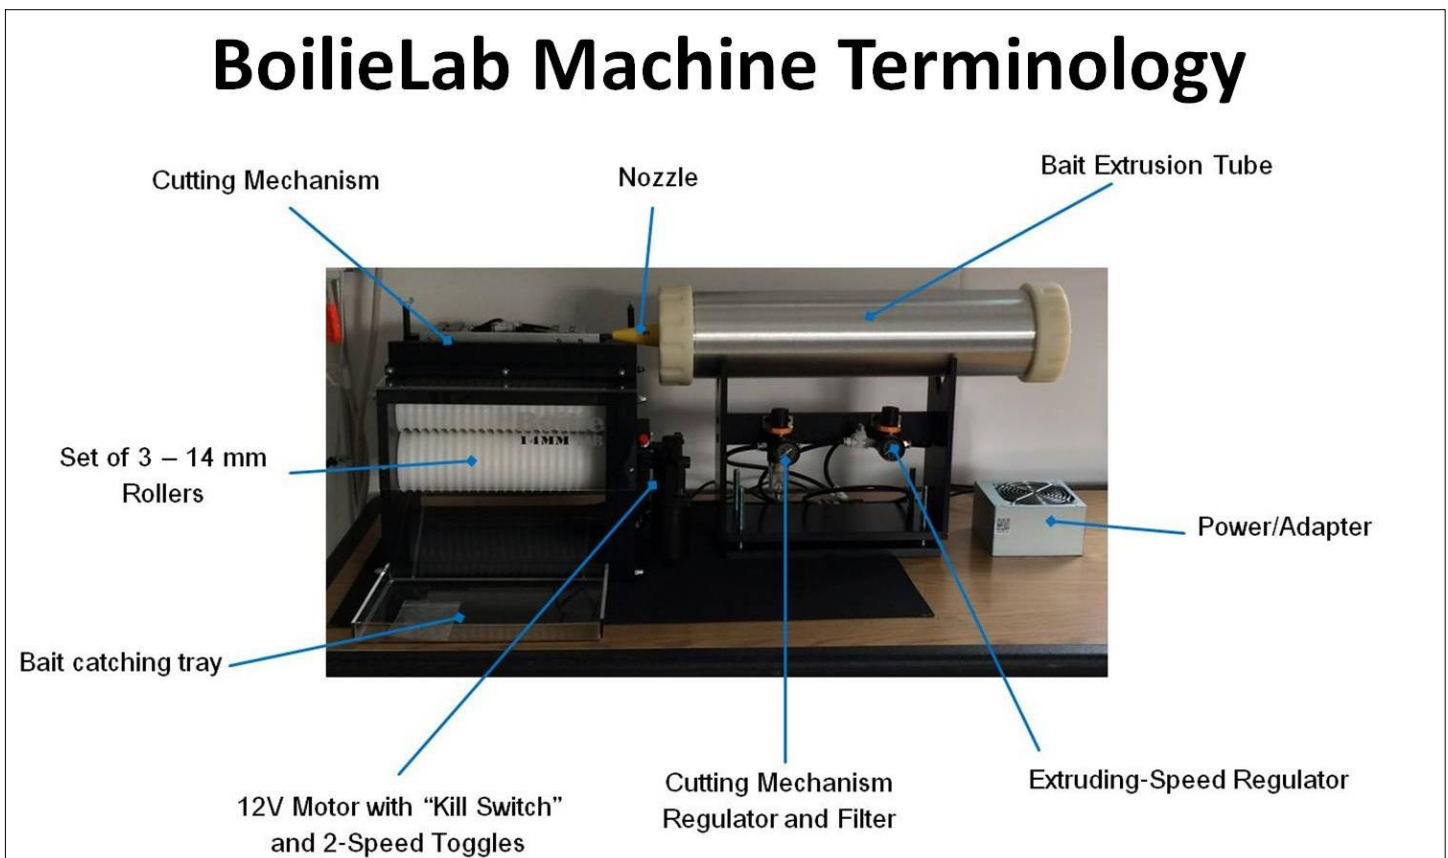 BoilieLab Machine Terminology
Cutting Mechanism
Nozzle
Bait Extrusion Tube
14MM
Set of 3 – 14 mm
Rollers
Power/Adapter
Bait catching tray
12V Motor with “Kill Switch”
and 2-Speed Toggles
Cutting Mechanism
Regulator and Filter
Extruding-Speed Regulator